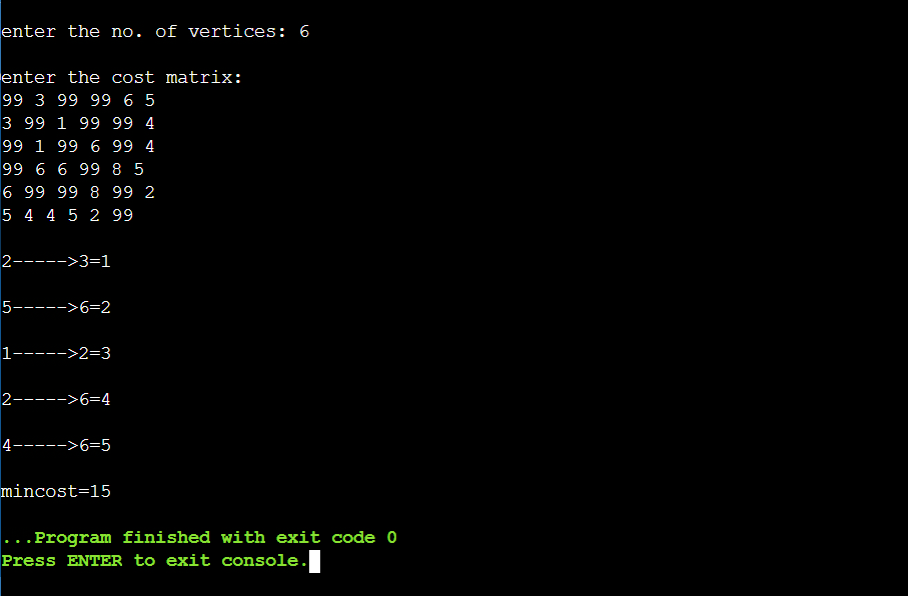 enter the no. of vertices: 6
enter the cost matrix:
99 3 99 99 6 5
3 99 1 99 99 4
99 1 99 6 99 4
99 6 6 99 8 5
6 99 99 8 99 2
5 4 4 5 2 99
2----->3=1
5----->6=2
1----->2=3
2----->6=4
4----->6=5
mincost=15
...Program finished with exit code 0
Press ENTER to exit console.